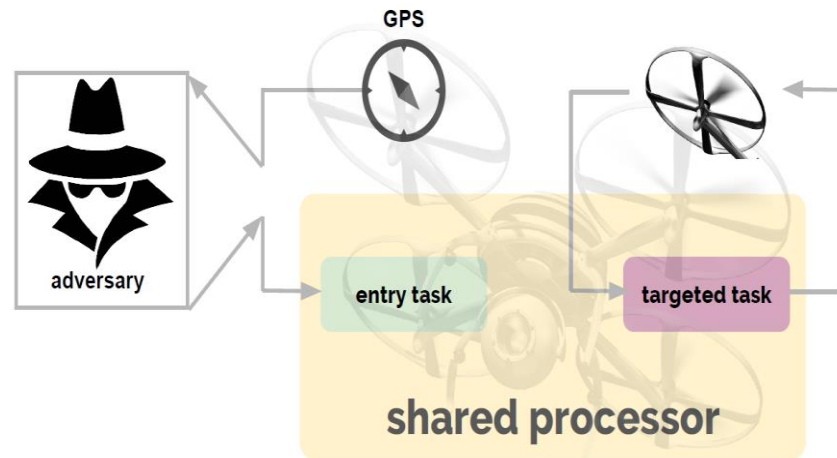 GPS
adversary
entry task
targeted task
shared processor